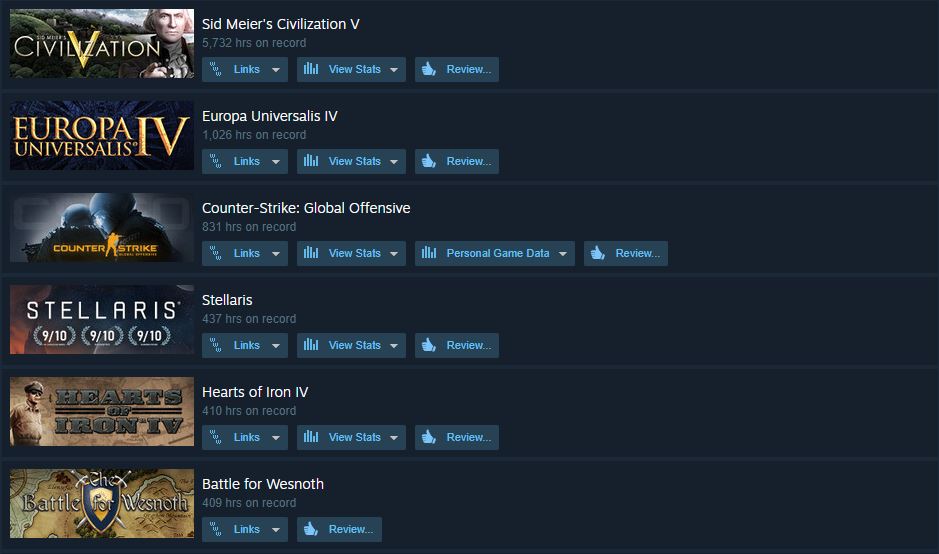 SID MEIER'S
CIVILIZATION V
Sid Meier's Civilization V
5,732 hrs on record
Links View Stats Review...
EUROPA
UNIVERSALIS IV
Europa Universalis IV
1,026 hrs on record
Links View Stats Review...
COUNTER STRIKE
GLOBAL OFFENSIVE
Counter-Strike: Global Offensive
831 hrs on record
Links View Stats Personal Game Data Review...
STELLARIS
9/10 9/10 9/10
Stellaris
437 hrs on record
Links View Stats Review...
HEARTS
OF
IRON IV
Hearts of Iron IV
410 hrs on record
Links View Stats Review...
The
Battle for Wesnoth
Battle for Wesnoth
409 hrs on record
Links Review...